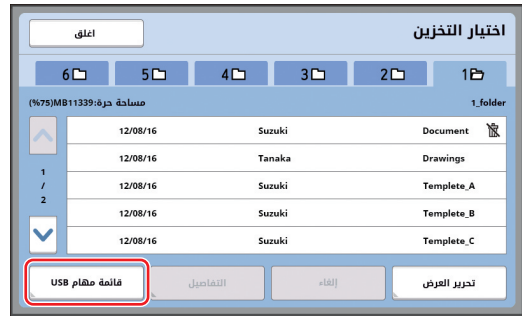 اختيار التخزين
اغلق
1 2 3 4 5 6
1_folder مساحة حرة:MB11339(%75)
Document Suzuki 12/08/16
Drawings Tanaka 12/08/16
Templete_A Suzuki 12/08/16
Templete_B Suzuki 12/08/16
Templete_C Suzuki 12/08/16
1
/
2
تحرير العرض إلغاء التفاصيل قائمة مهام USB